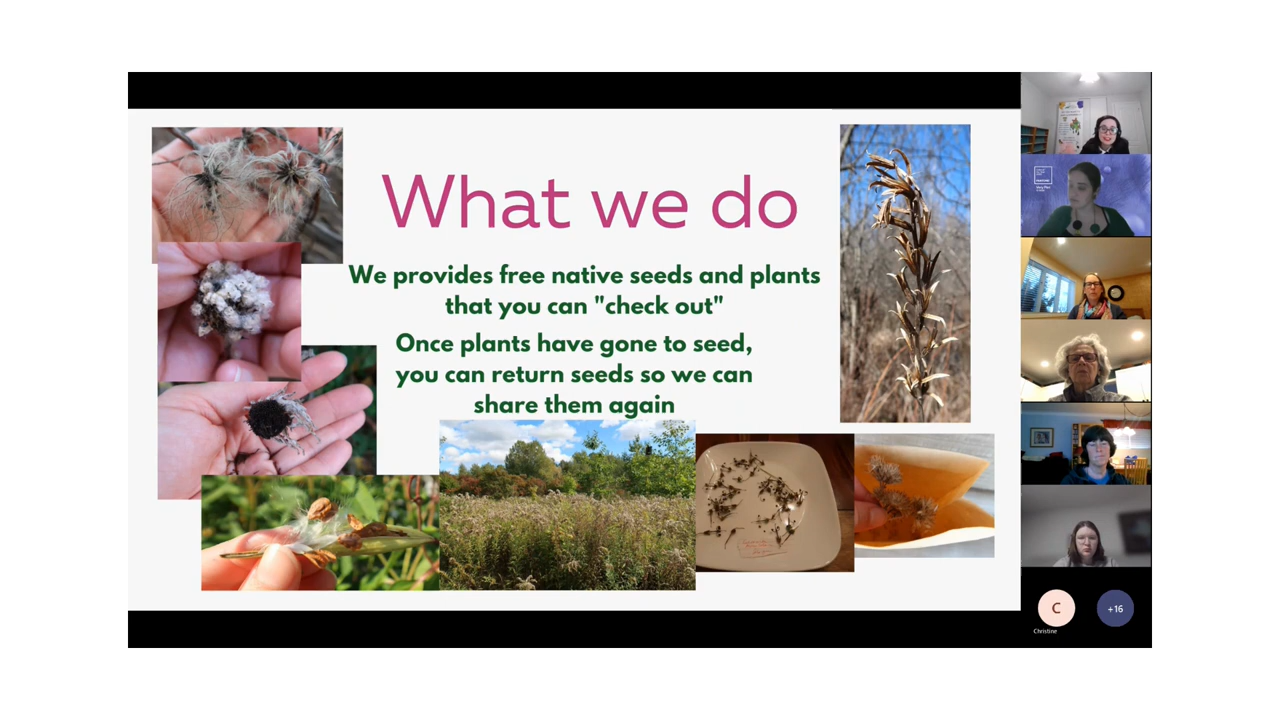 What we do
We provides free native seeds and plants
that you can "check out"
Once plants have gone to seed,
you can return seeds so we can
share them again
C
+16
Christine